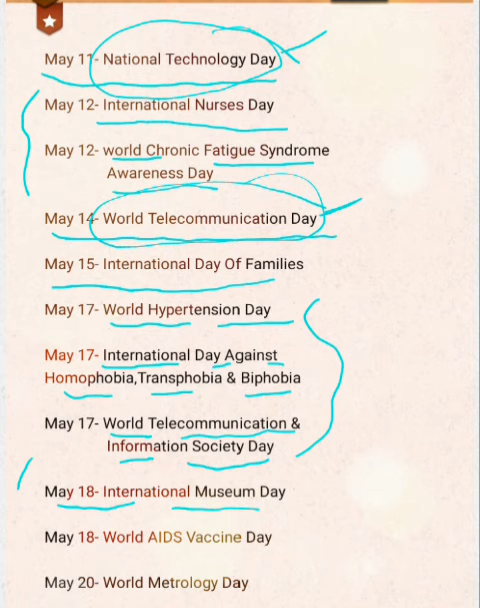 May 11- National Technology Day
May 12- International Nurses Day
May 12- world Chronic Fatigue Syndrome
Awareness Day
May 14- World Telecommunication Day
May 15- International Day Of Families
May 17- World Hypertension Day
May 17- International Day Against
Homophobia,Transphobia & Biphobia
May 17- World Telecommunication &
Information Society Day
May 18- International Museum Day
May 18- World AIDS Vaccine Day
May 20- World Metrology Day